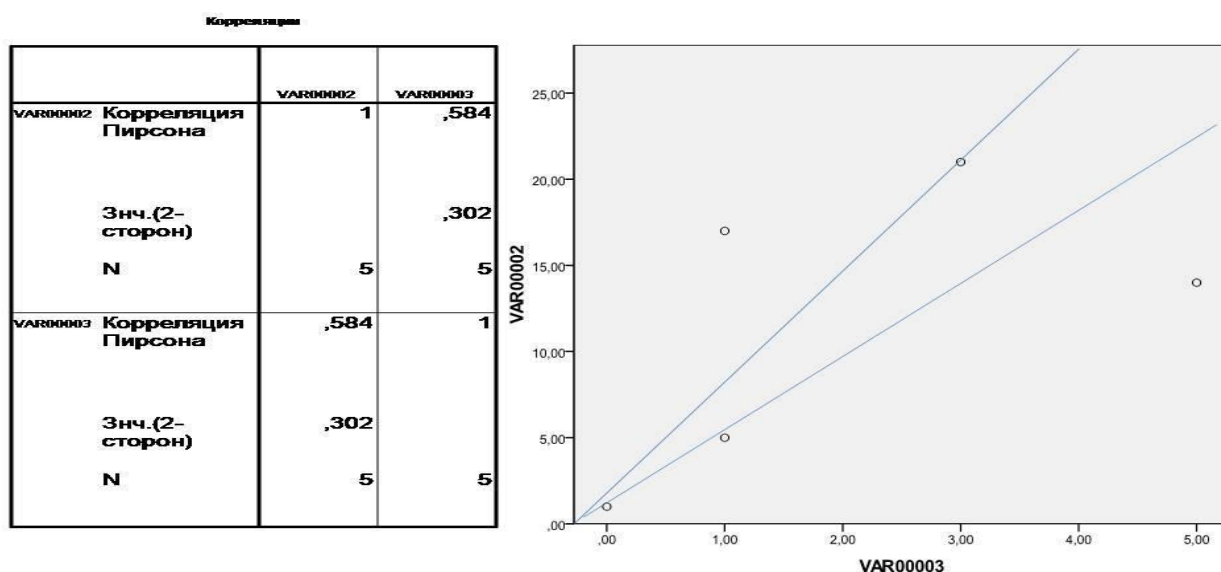 Корреляции
VAR00002 VAR00003
VAR00002 Корреляция Пирсона 1 ,584
Знч.(2-сторон) ,302
N 5 5
VAR00003 Корреляция Пирсона ,584 1
Знч.(2-сторон) ,302
N 5 5
25,00
20,00
15,00
10,00
5,00
,00
VAR00002
,00 1,00 2,00 3,00 4,00 5,00
VAR00003